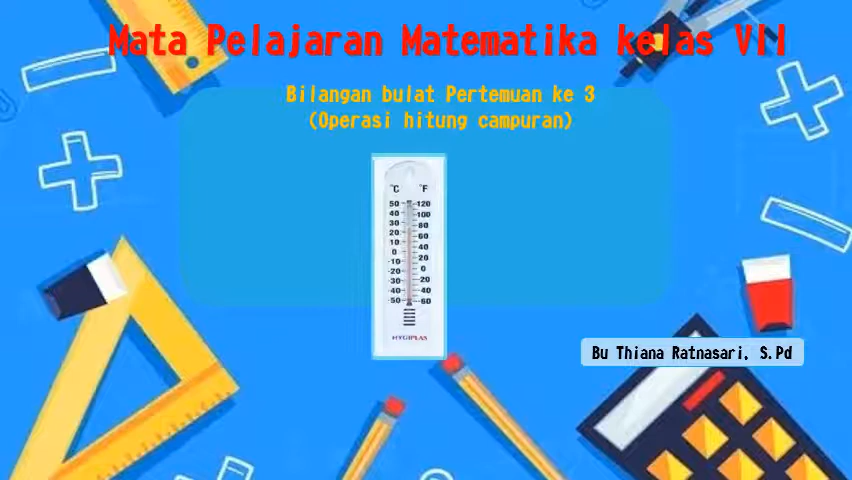 Mata Pelajaran Matematika kelas VII
Bilangan bulat Pertemuan ke 3
(Operasi hitung campuran)
°C °F
50 120
40 100
30 80
20 60
10 40
0 20
-10 0
-20 20
-30 40
-40 60
-50
HYGIPLAS
Bu Thiana Ratnasari, S.Pd